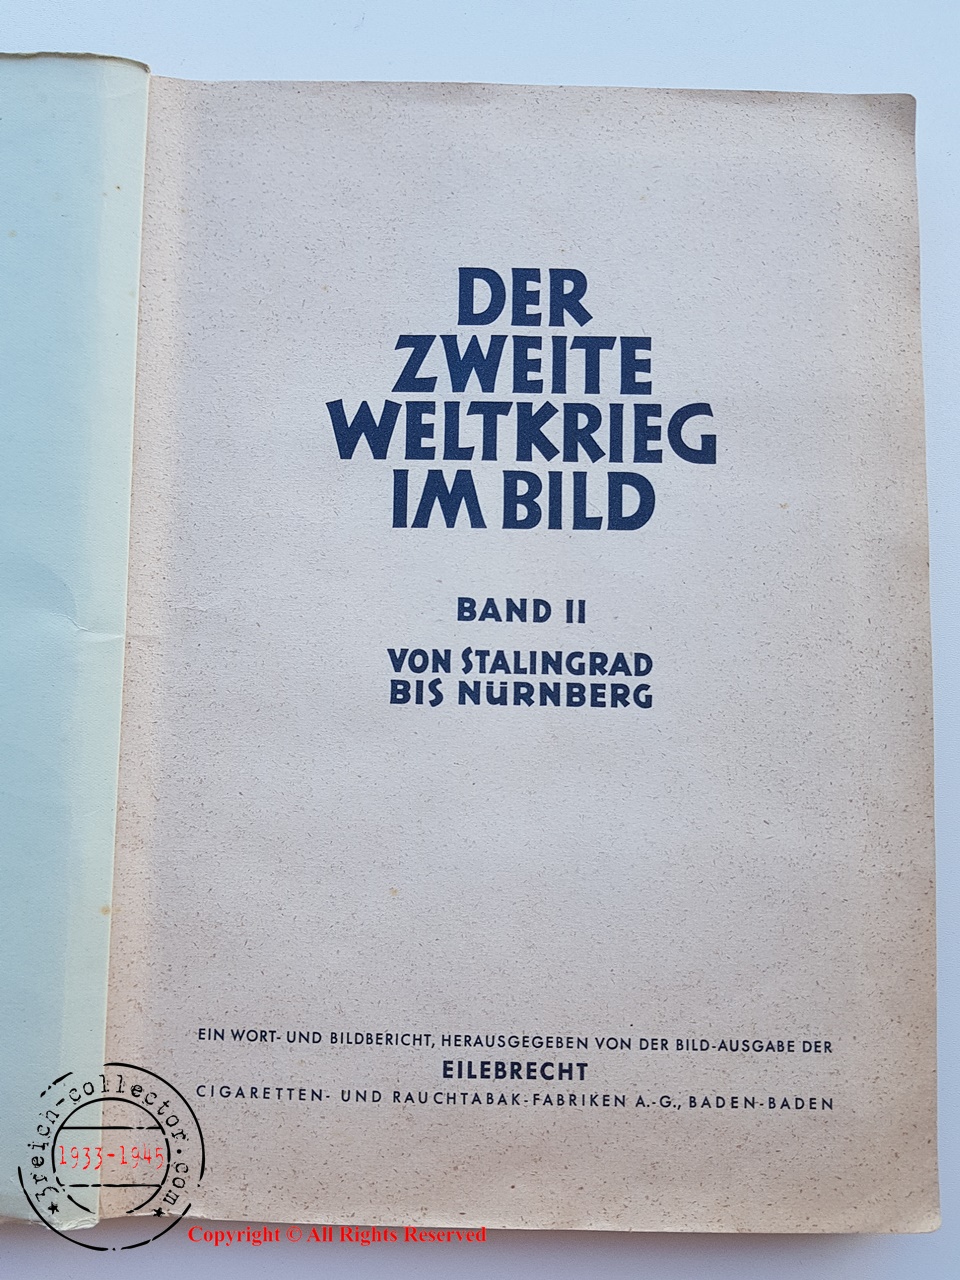 DER
ZWEITE
WELTKRIEG
IM BILD
BAND II
VON STALINGRAD
BIS NÜRNBERG
EIN WORT- UND BILDBERICHT, HERAUSGEGEBEN VON DER BILD-AUSGABE DER
EILEBRECHT
CIGARETTEN- UND RAUCHTABAK-FABRIKEN A.-G., BADEN-BADEN
3reich-collector.com
1933-1945
Copyright © All Rights Reserved